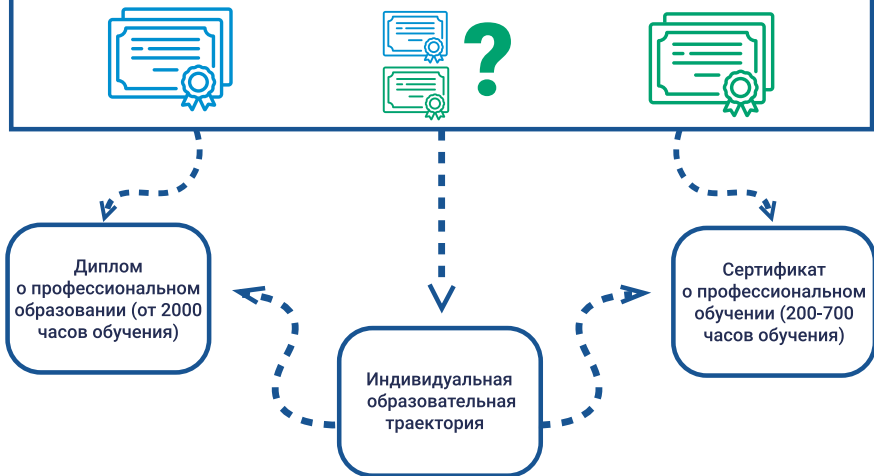 ?
Диплом
о профессиональном
образовании (от 2000
часов обучения)
Индивидуальная
образовательная
траектория
Сертификат
о профессиональном
обучении (200-700
часов обучения)